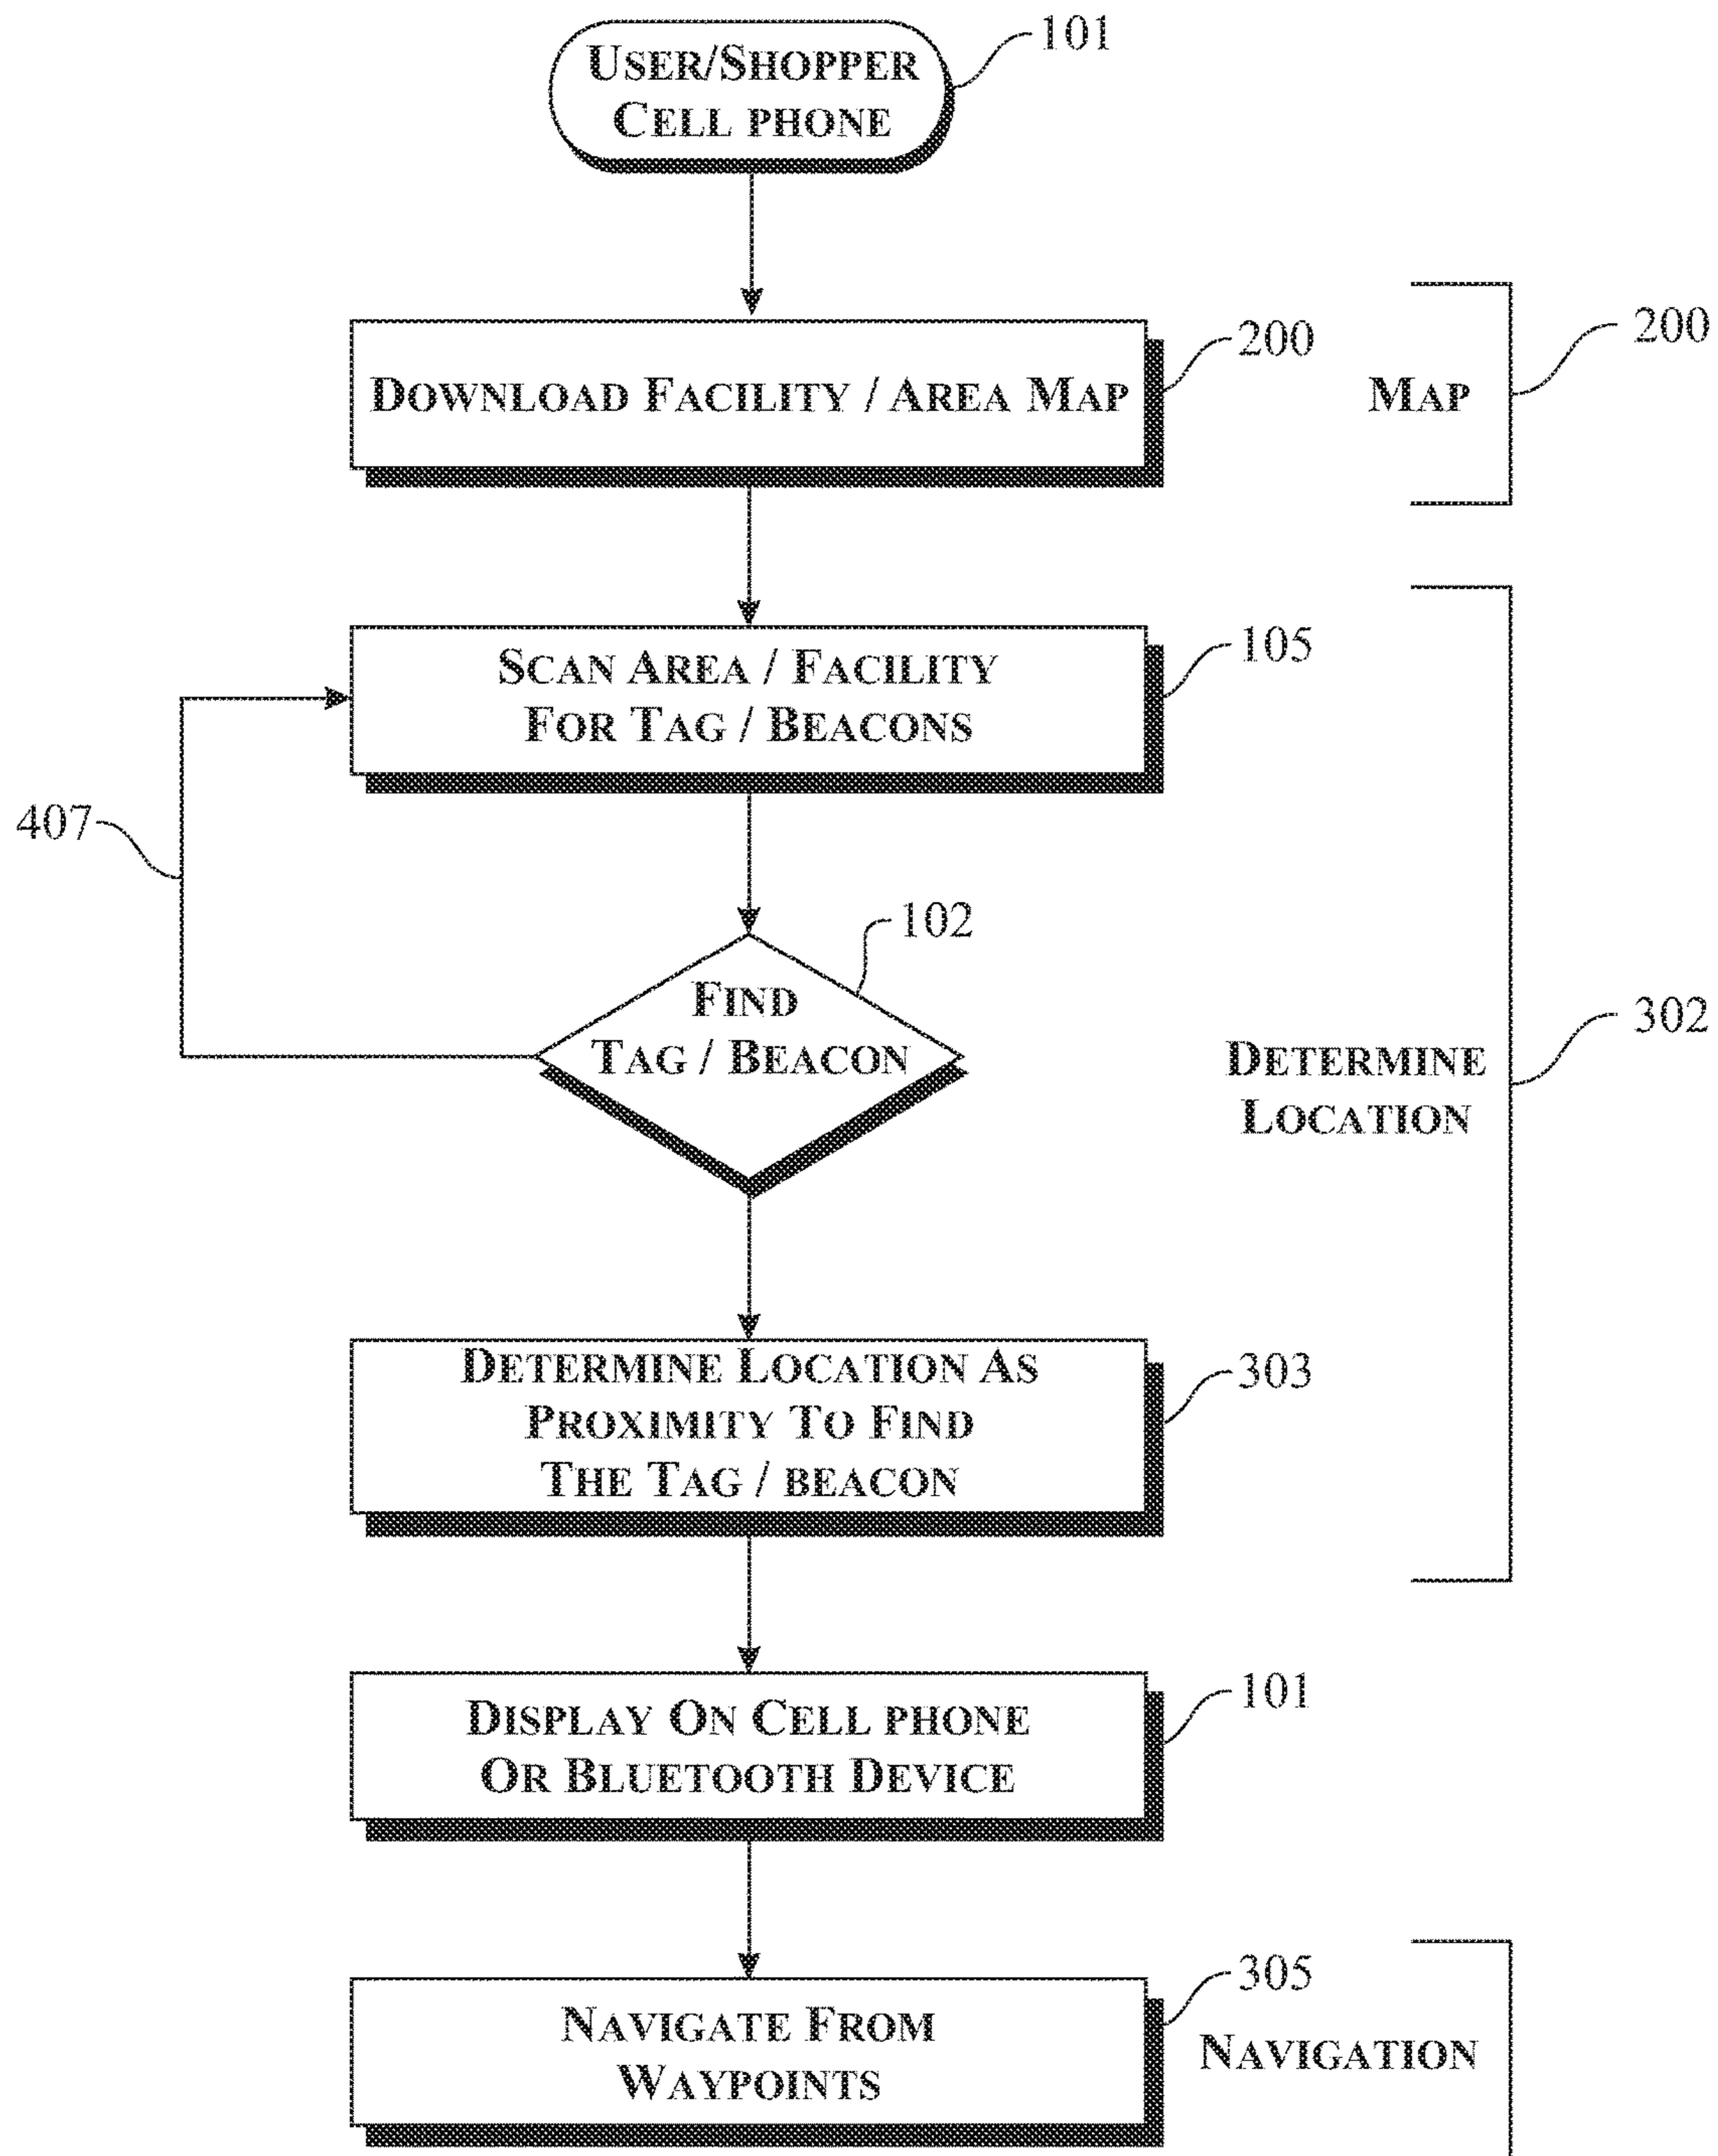 USER/SHOPPER
101
CELL PHONE
DOWNLOAD FACILITY / AREA MAP
200
MAP
200
SCAN AREA / FACILITY
FOR TAG / BEACONS
105
407
102
FIND
TAG / BEACON
DETERMINE
LOCATION
302
DETERMINE LOCATION AS
PROXIMITY TO FIND
THE TAG / BEACON
303
DISPLAY ON CELL PHONE
OR BLUETOOTH DEVICE
101
NAVIGATE FROM
WAYPOINTS
305
NAVIGATION